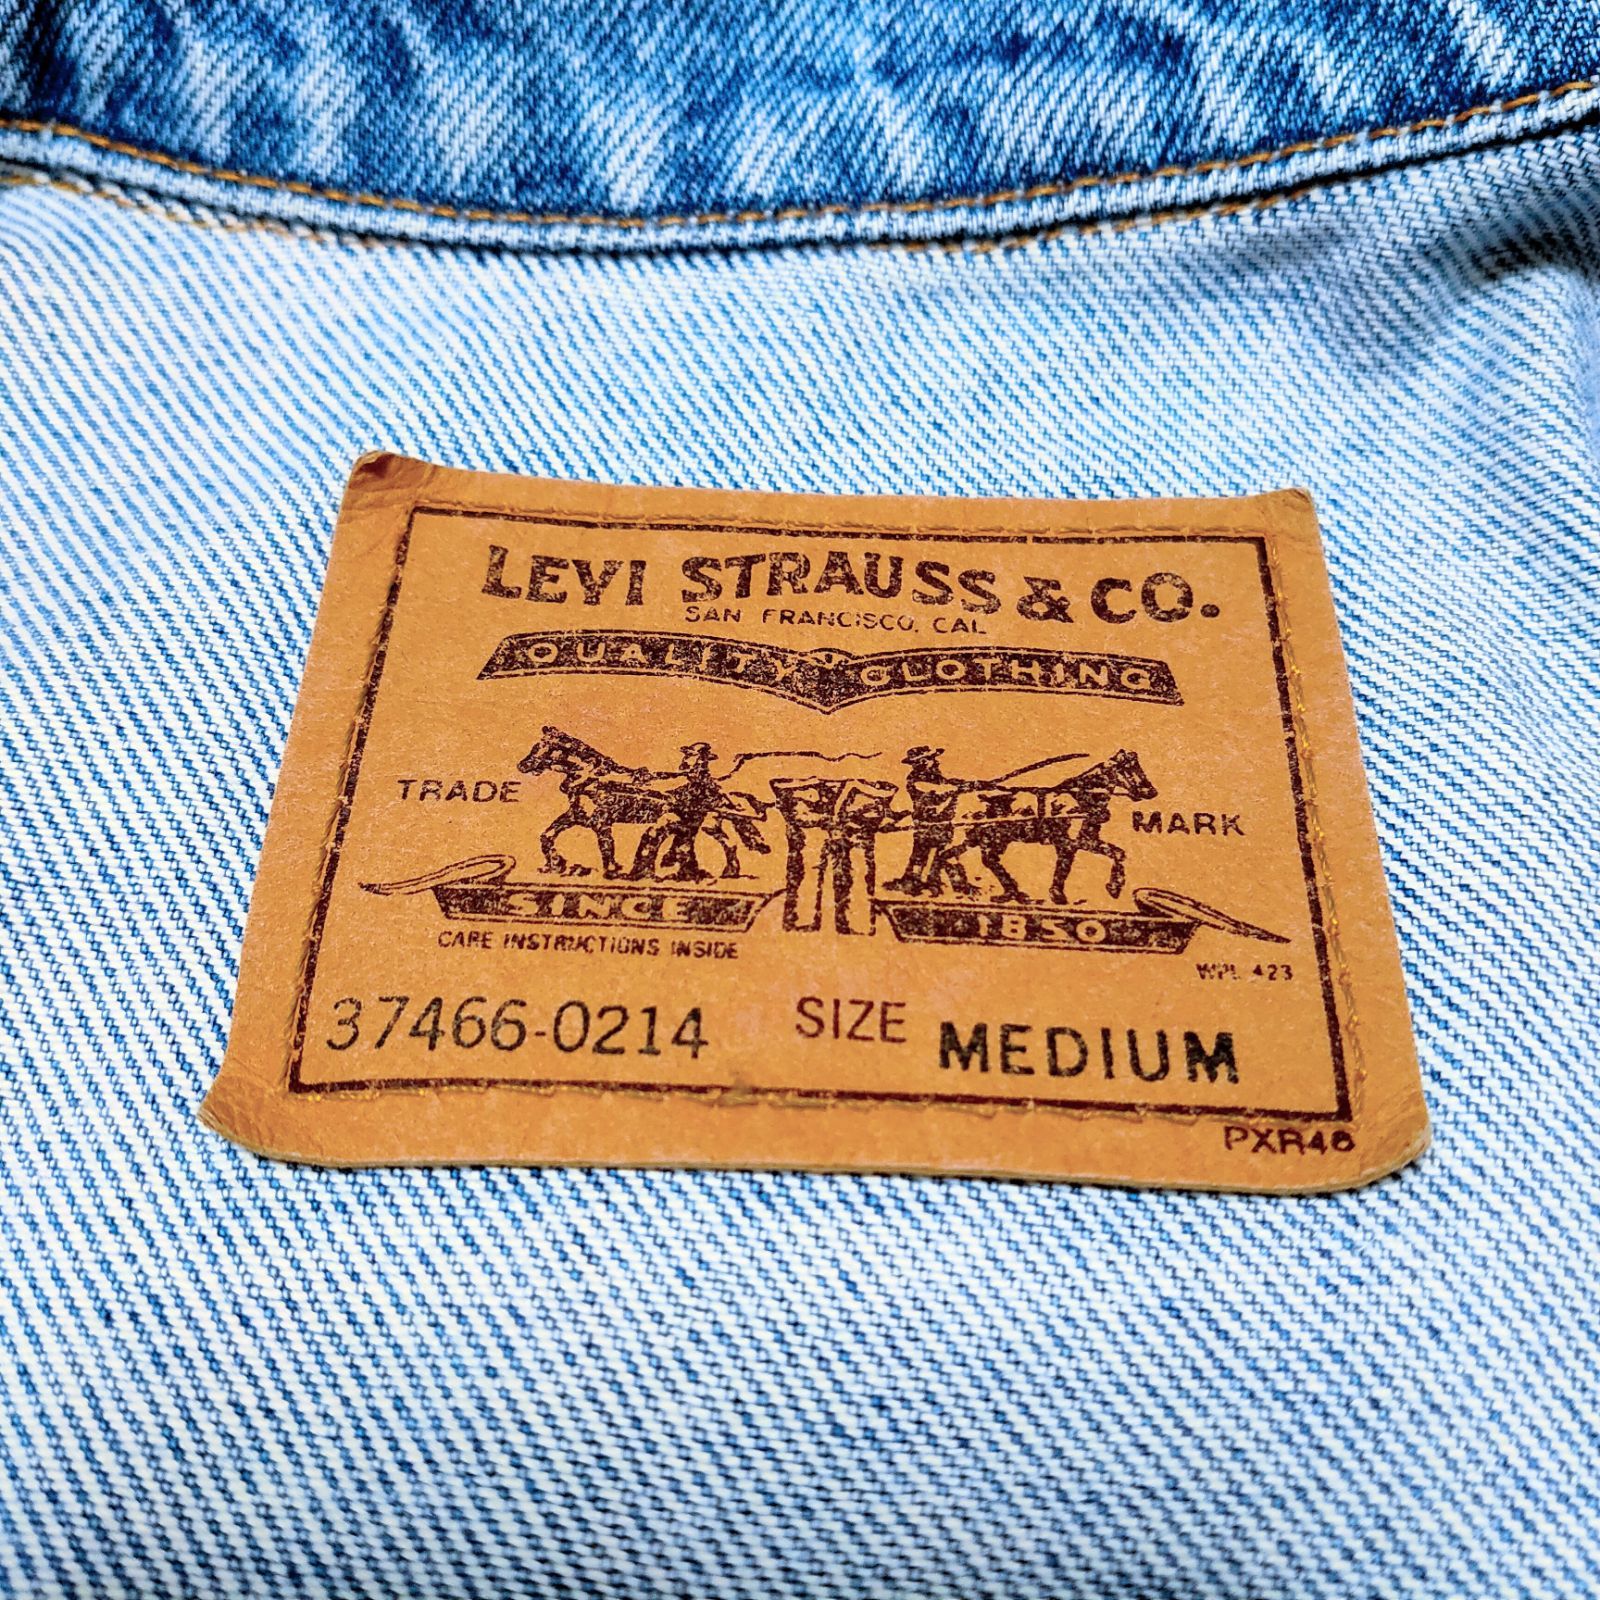 LEVI STRAUSS & CO.
SAN FRANCISCO, CAL
QUALITY CLOTHING
TRADE MARK
SINCE 1850
CARE INSTRUCTIONS INSIDE
WPL 423
37466-0214 SIZE MEDIUM
PXR48